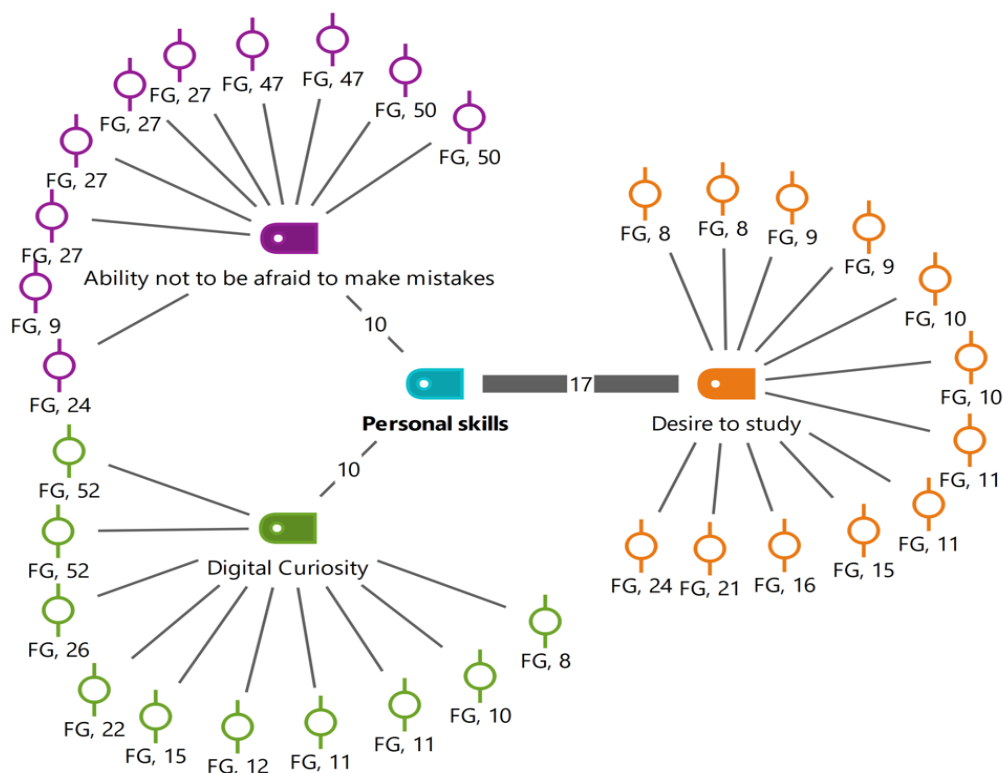 FG, 27
FG, 47
FG, 47
FG, 27
FG, 50
FG, 50
FG, 27
FG, 27
Ability not to be afraid to make mistakes
FG, 9
FG, 24
10
Personal skills
17
FG, 8
FG, 8
FG, 9
FG, 9
FG, 10
FG, 10
Desire to study
FG, 11
FG, 11
FG, 15
FG, 16
FG, 21
FG, 24
10
FG, 52
FG, 52
Digital Curiosity
FG, 26
FG, 22
FG, 15
FG, 12
FG, 11
FG, 11
FG, 10
FG, 8